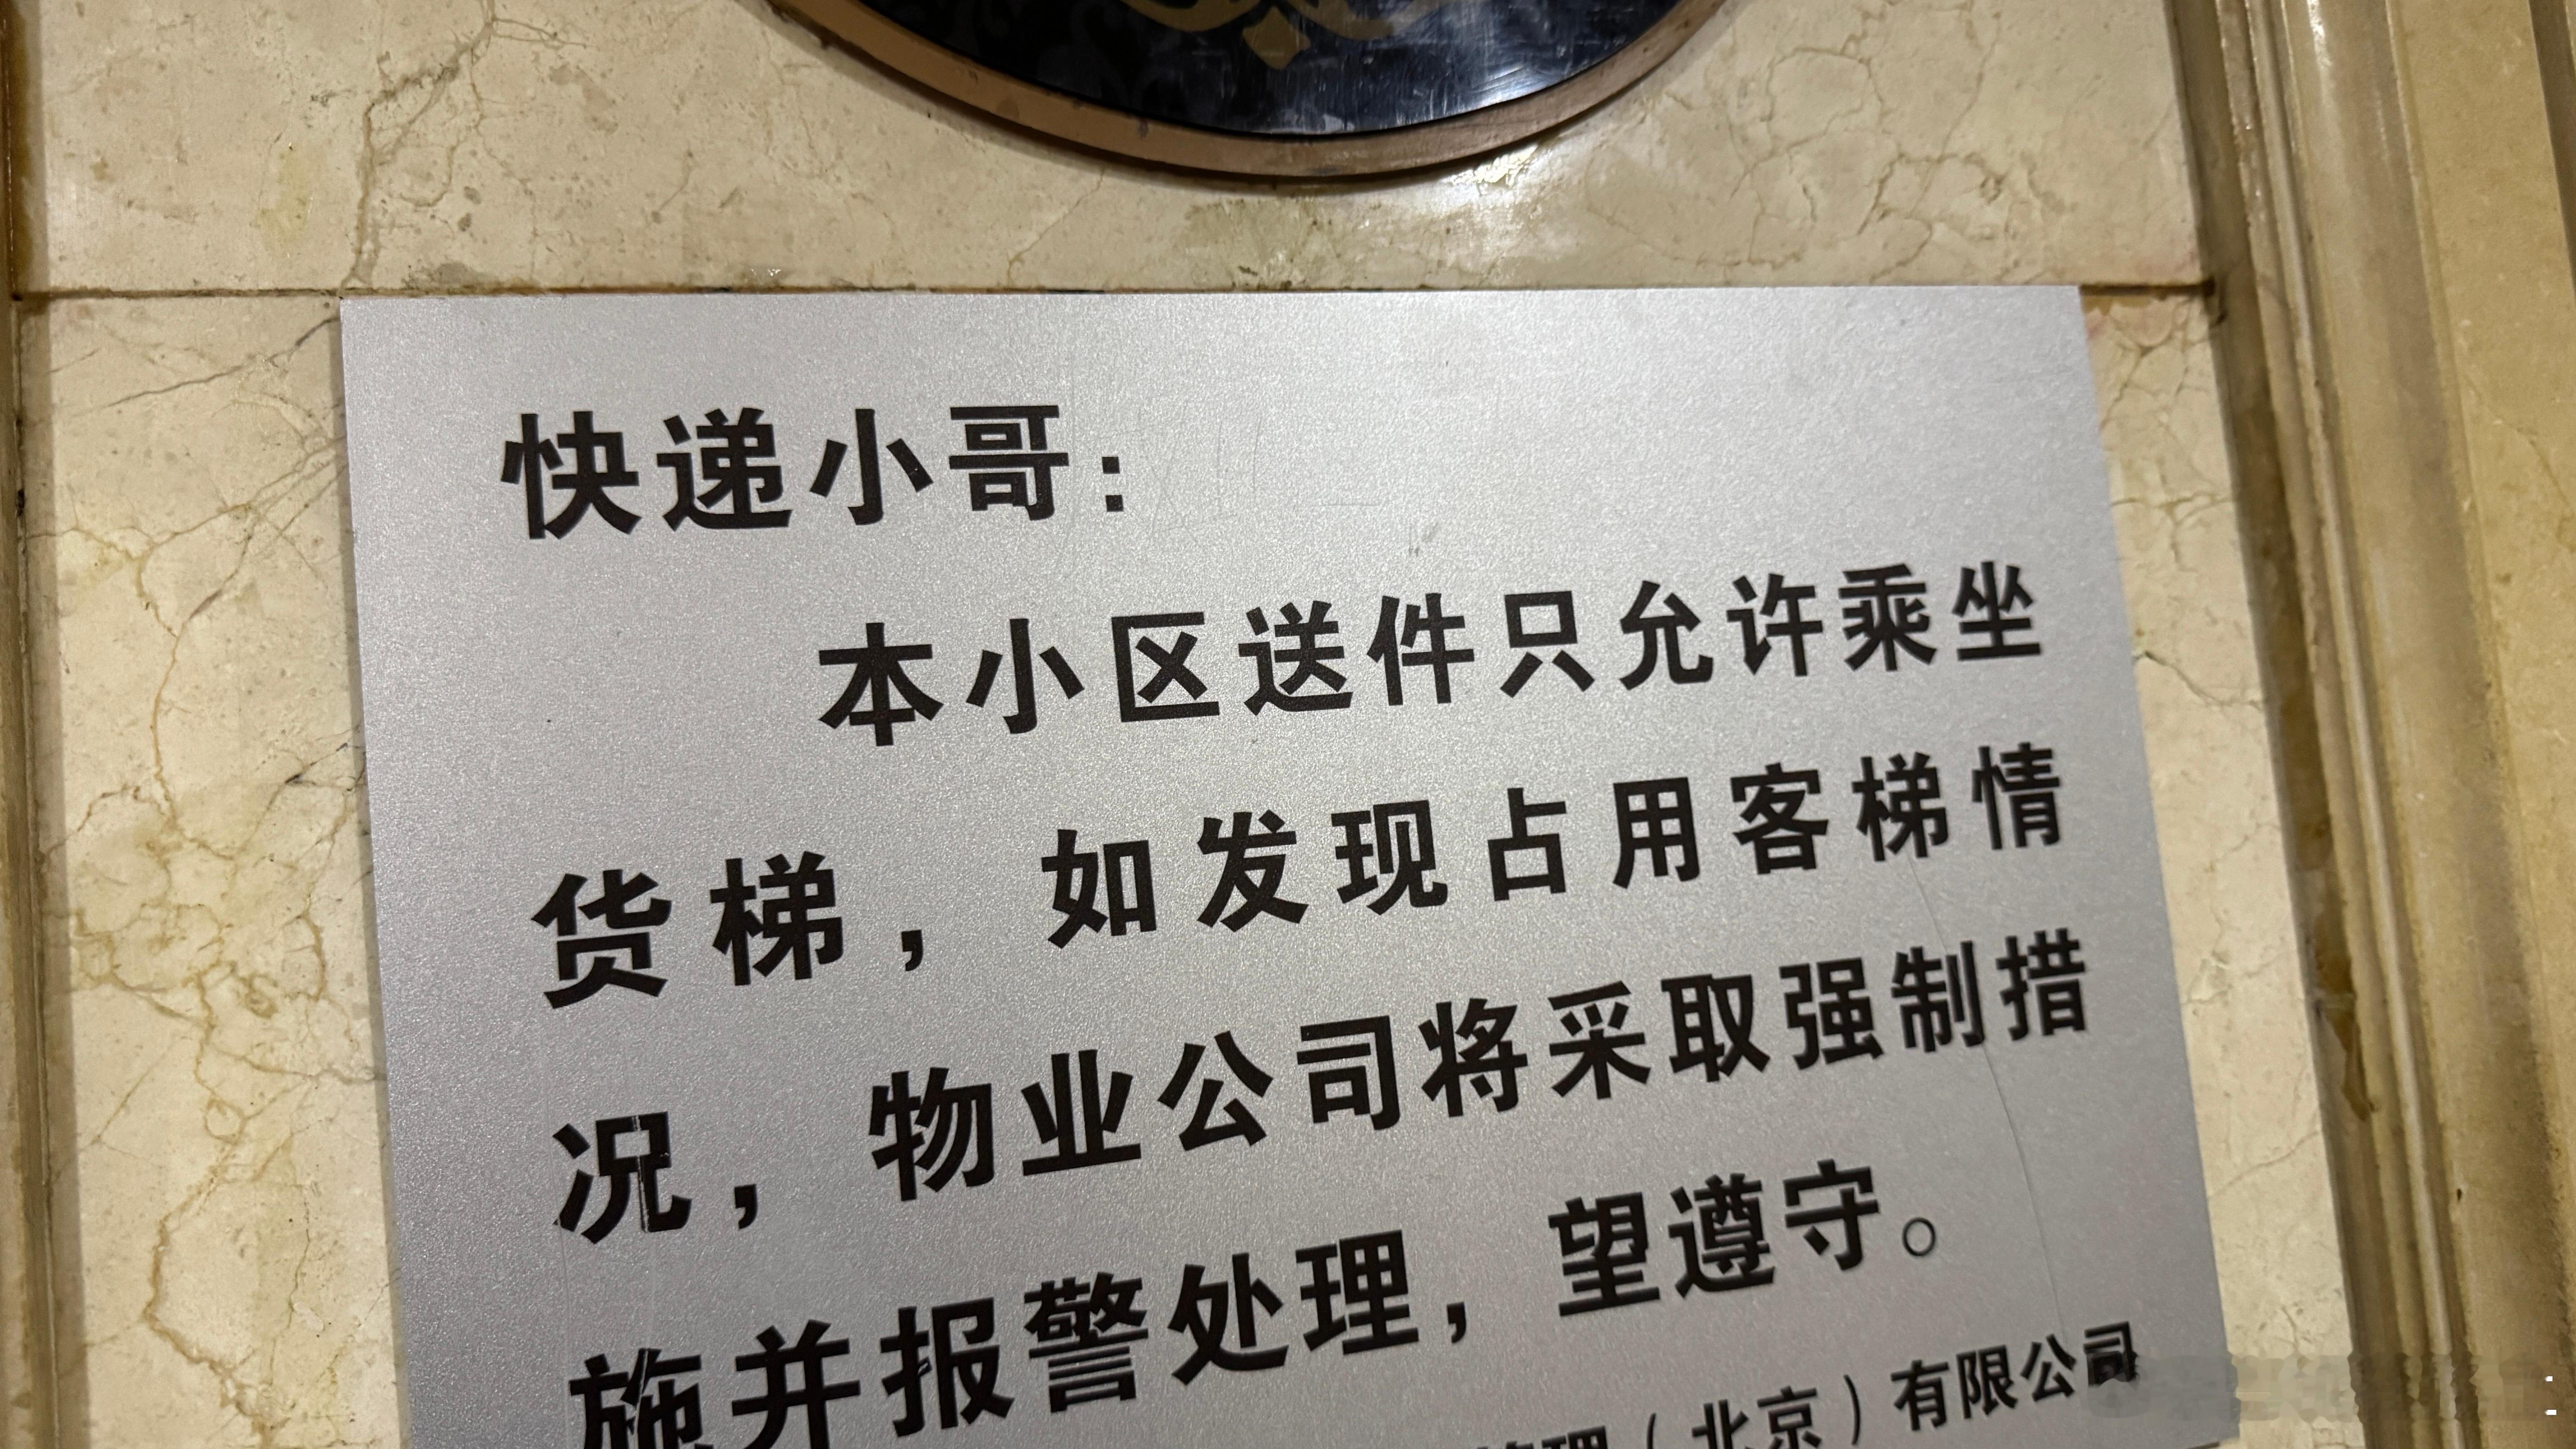 快递小哥：
本小区送件只允许乘坐
货梯，如发现占用客梯情
况，物业公司将采取强制措
施并报警处理，望遵守。
管理（北京）有限公司